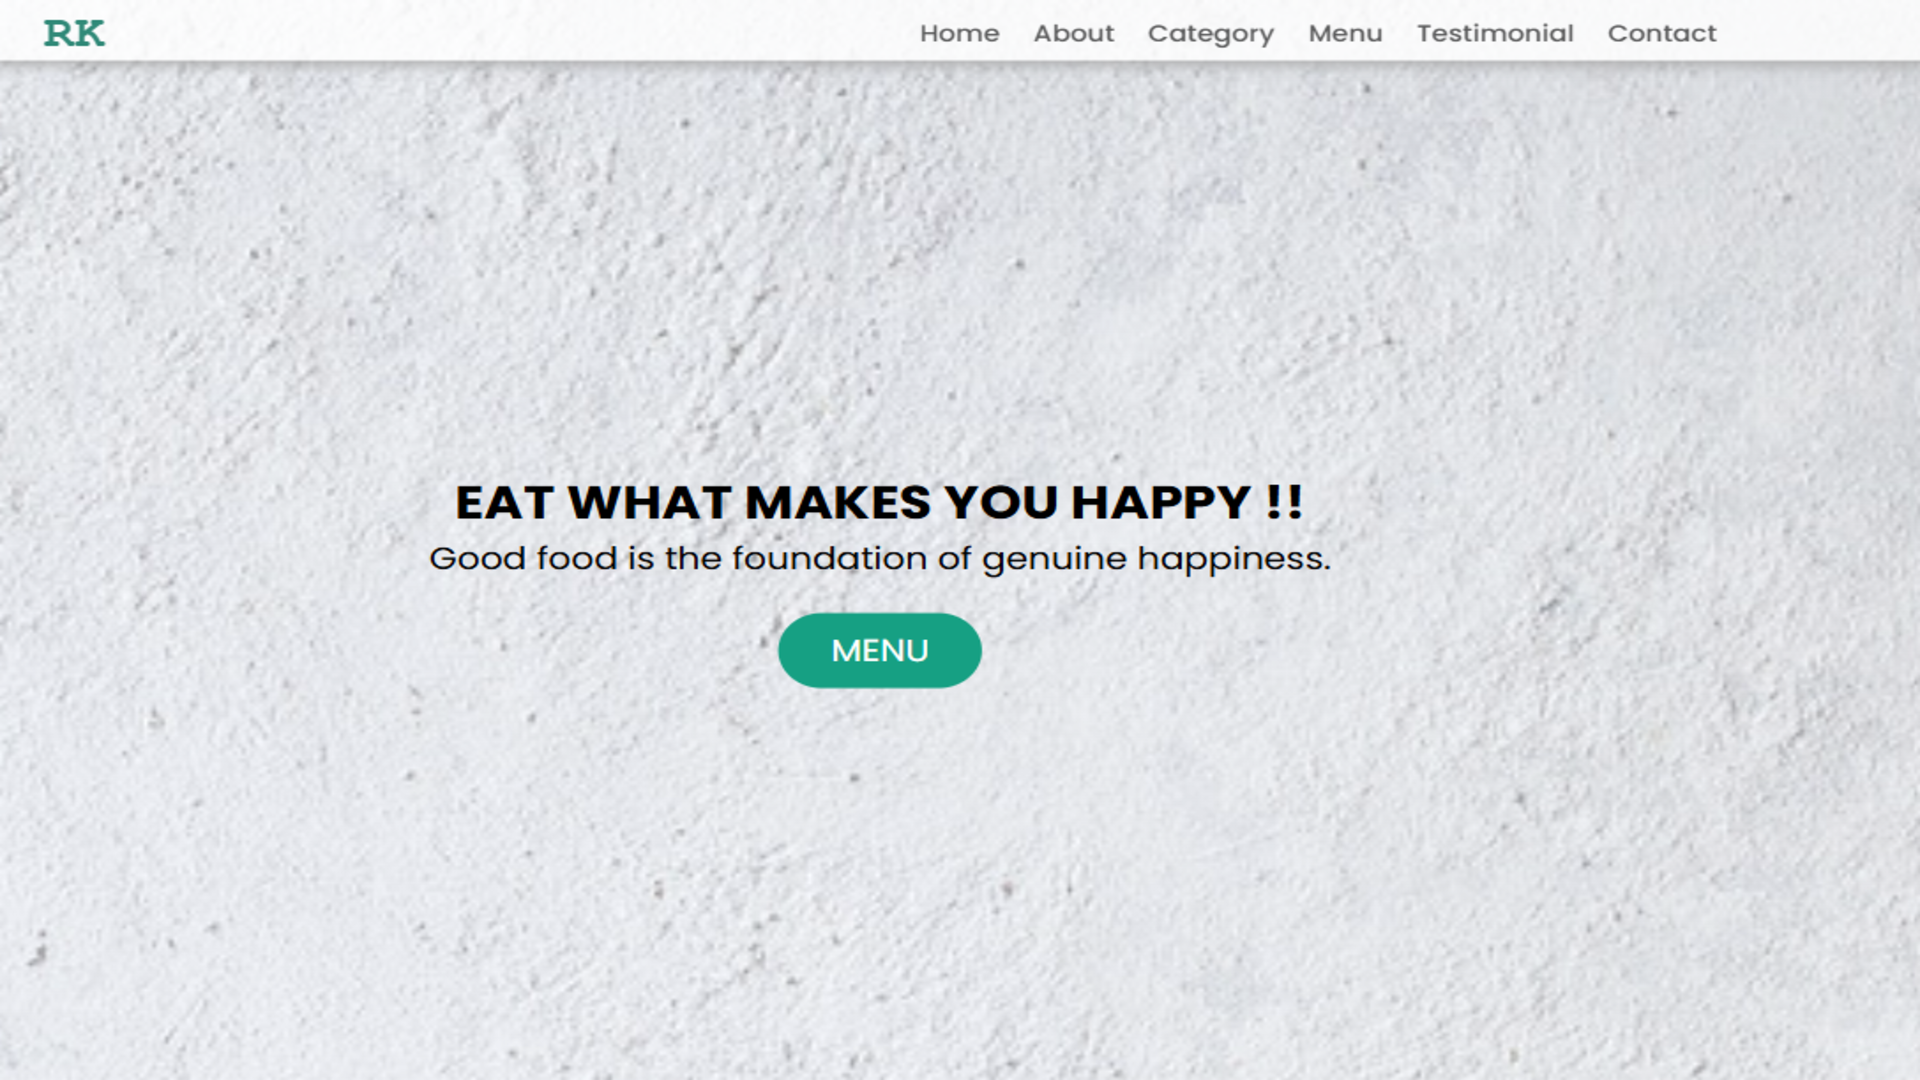 RK
Home About Category Menu Testimonial Contact
EAT WHAT MAKES YOU HAPPY !!
Good food is the foundation of genuine happiness.
MENU